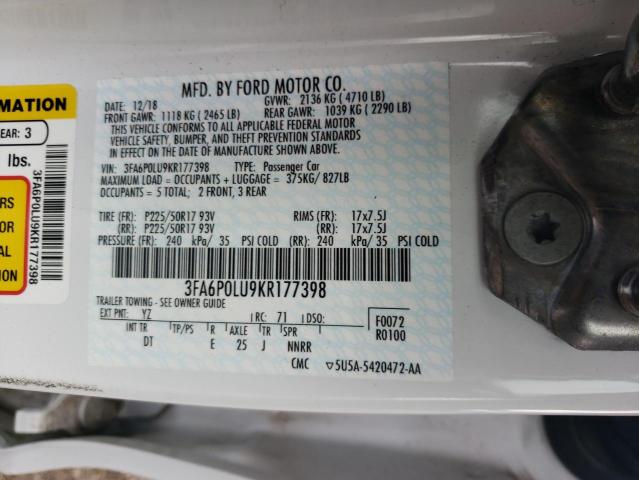 MFD. BY FORD MOTOR CO.
DATE: 12/18 GVWR: 2136 KG ( 4710 LB)
FRONT GAWR: 1118 KG ( 2465 LB) REAR GAWR: 1039 KG ( 2290 LB)
THIS VEHICLE CONFORMS TO ALL APPLICABLE FEDERAL MOTOR
VEHICLE SAFETY, BUMPER, AND THEFT PREVENTION STANDARDS
IN EFFECT ON THE DATE OF MANUFACTURE SHOWN ABOVE.
VIN: 3FA6P0LU9KR177398 TYPE: Passenger Car
MAXIMUM LOAD = OCCUPANTS + LUGGAGE = 375KG/ 827LB
OCCUPANTS = 5 TOTAL; 2 FRONT, 3 REAR
TIRE (FR): P225/50R17 93V RIMS (FR): 17x7.5J
(RR): P225/50R17 93V (RR): 17x7.5J
PRESSURE (FR): 240 kPa/ 35 PSI COLD (RR): 240 kPa/ 35 PSI COLD
3FA6P0LU9KR177398
TRAILER TOWING - SEE OWNER GUIDE
EXT PNT: YZ RC: 71 DSO:
F0072
R0100
INT TR TP/PS R AXLE TR SPR
DT E 25 J NNRR
CMC ▽5U5A-5420472-AA
RMATION
EAR: 3
lbs.
ERS
OR
AL
ION
3FA6P0LU9KR177398